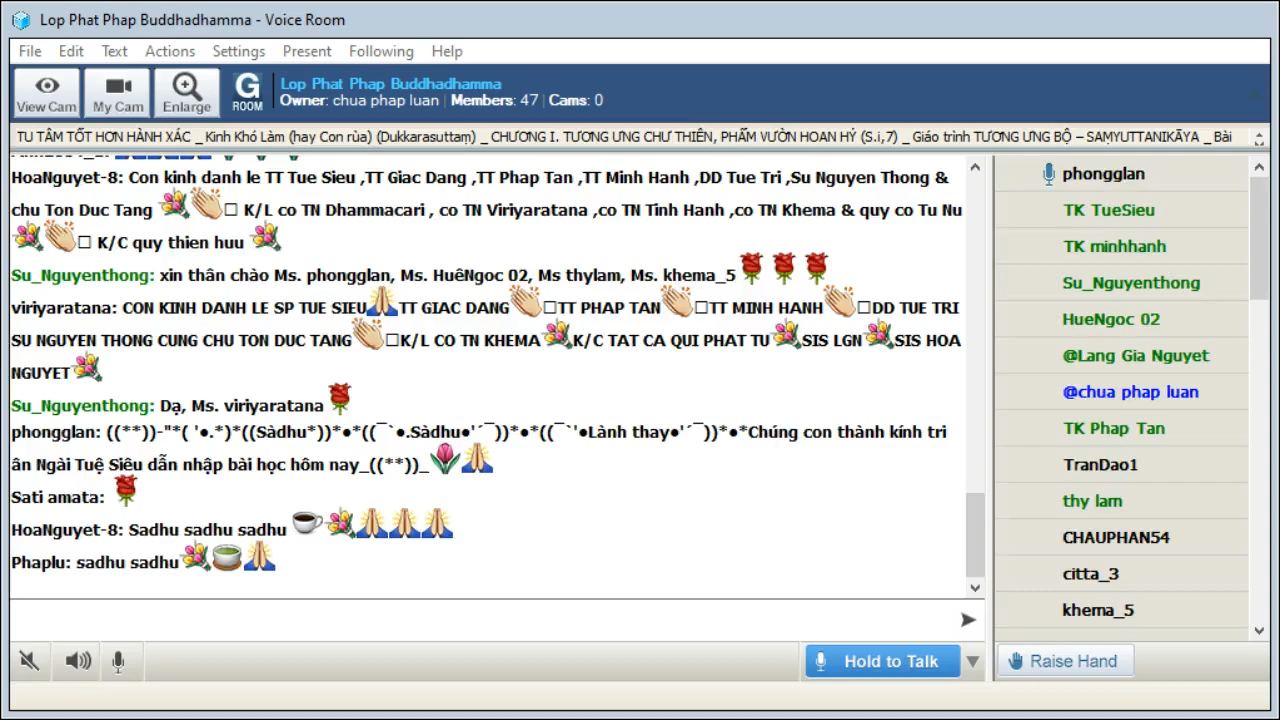 Lop Phat Phap Buddhadhamma - Voice Room
File Edit Text Actions Settings Present Following Help
View Cam
My Cam
Enlarge
G
ROOM
Lop Phat Phap Buddhadhamma
Owner: chua phap luan | Members: 47 | Cams: 0
TU TÂM TỐT HƠN HÀNH XÁC _Kinh Khó Làm (hay Con rùa) (Dukkarasuttaṃ) _CHƯƠNG I. TƯƠNG ƯNG CHƯ THIÊN, PHẨM VƯỜN HOAN HỶ (S.i,7) _Giáo trình TƯƠNG ƯNG BỘ – SAṂYUTTANIKĀYA _Bài
HoaNguyet-8: Con kinh danh le TT Tue Sieu ,TT Giac Dang ,TT Phap Tan ,TT Minh Hanh ,DD Tue Tri ,Su Nguyen Thong &
chu Ton Duc Tang 💐👏□ K/L co TN Dhammacari , co TN Viriyaratana ,co TN Tinh Hanh ,co TN Khema & quy co Tu Nu
💐👏□ K/C quy thien huu 💐
Su_Nguyenthong: xin thân chào Ms. phongglan, Ms. HuêNgoc 02, Ms thylam, Ms. khema_5🌹🌹🌹
viriyaratana: CON KINH DANH LE SP TUE SIEU🙏TT GIAC DANG👏□TT PHAP TAN👏□TT MINH HANH👏□DD TUE TRI
SU NGUYEN THONG CUNG CHU TON DUC TANG👏□K/L CO TN KHEMA💐K/C TAT CA QUI PHAT TU💐SIS LGN💐SIS HOA
NGUYET💐
Su_Nguyenthong: Dạ, Ms. viriyaratana 🌹
phongglan: ((**))-"*( '●.*)*((Sàdhu*))*●*((¯`●.Sàdhu●'´¯))*●*((¯`'●Lành thay●'´¯))*●*Chúng con thành kính tri
ân Ngài Tuệ Siêu dẫn nhập bài học hôm nay_((**))_🌷🙏
Sati amata: 🌹
HoaNguyet-8: Sadhu sadhu sadhu ☕💐🙏🙏🙏
Phaplu: sadhu sadhu💐🍵🙏
Hold to Talk
phongglan
TK TueSieu
TK minhhanh
Su_Nguyenthong
HueNgoc 02
@Lang Gia Nguyet
@chua phap luan
TK Phap Tan
TranDao1
thy lam
CHAUPHAN54
citta_3
khema_5
Raise Hand